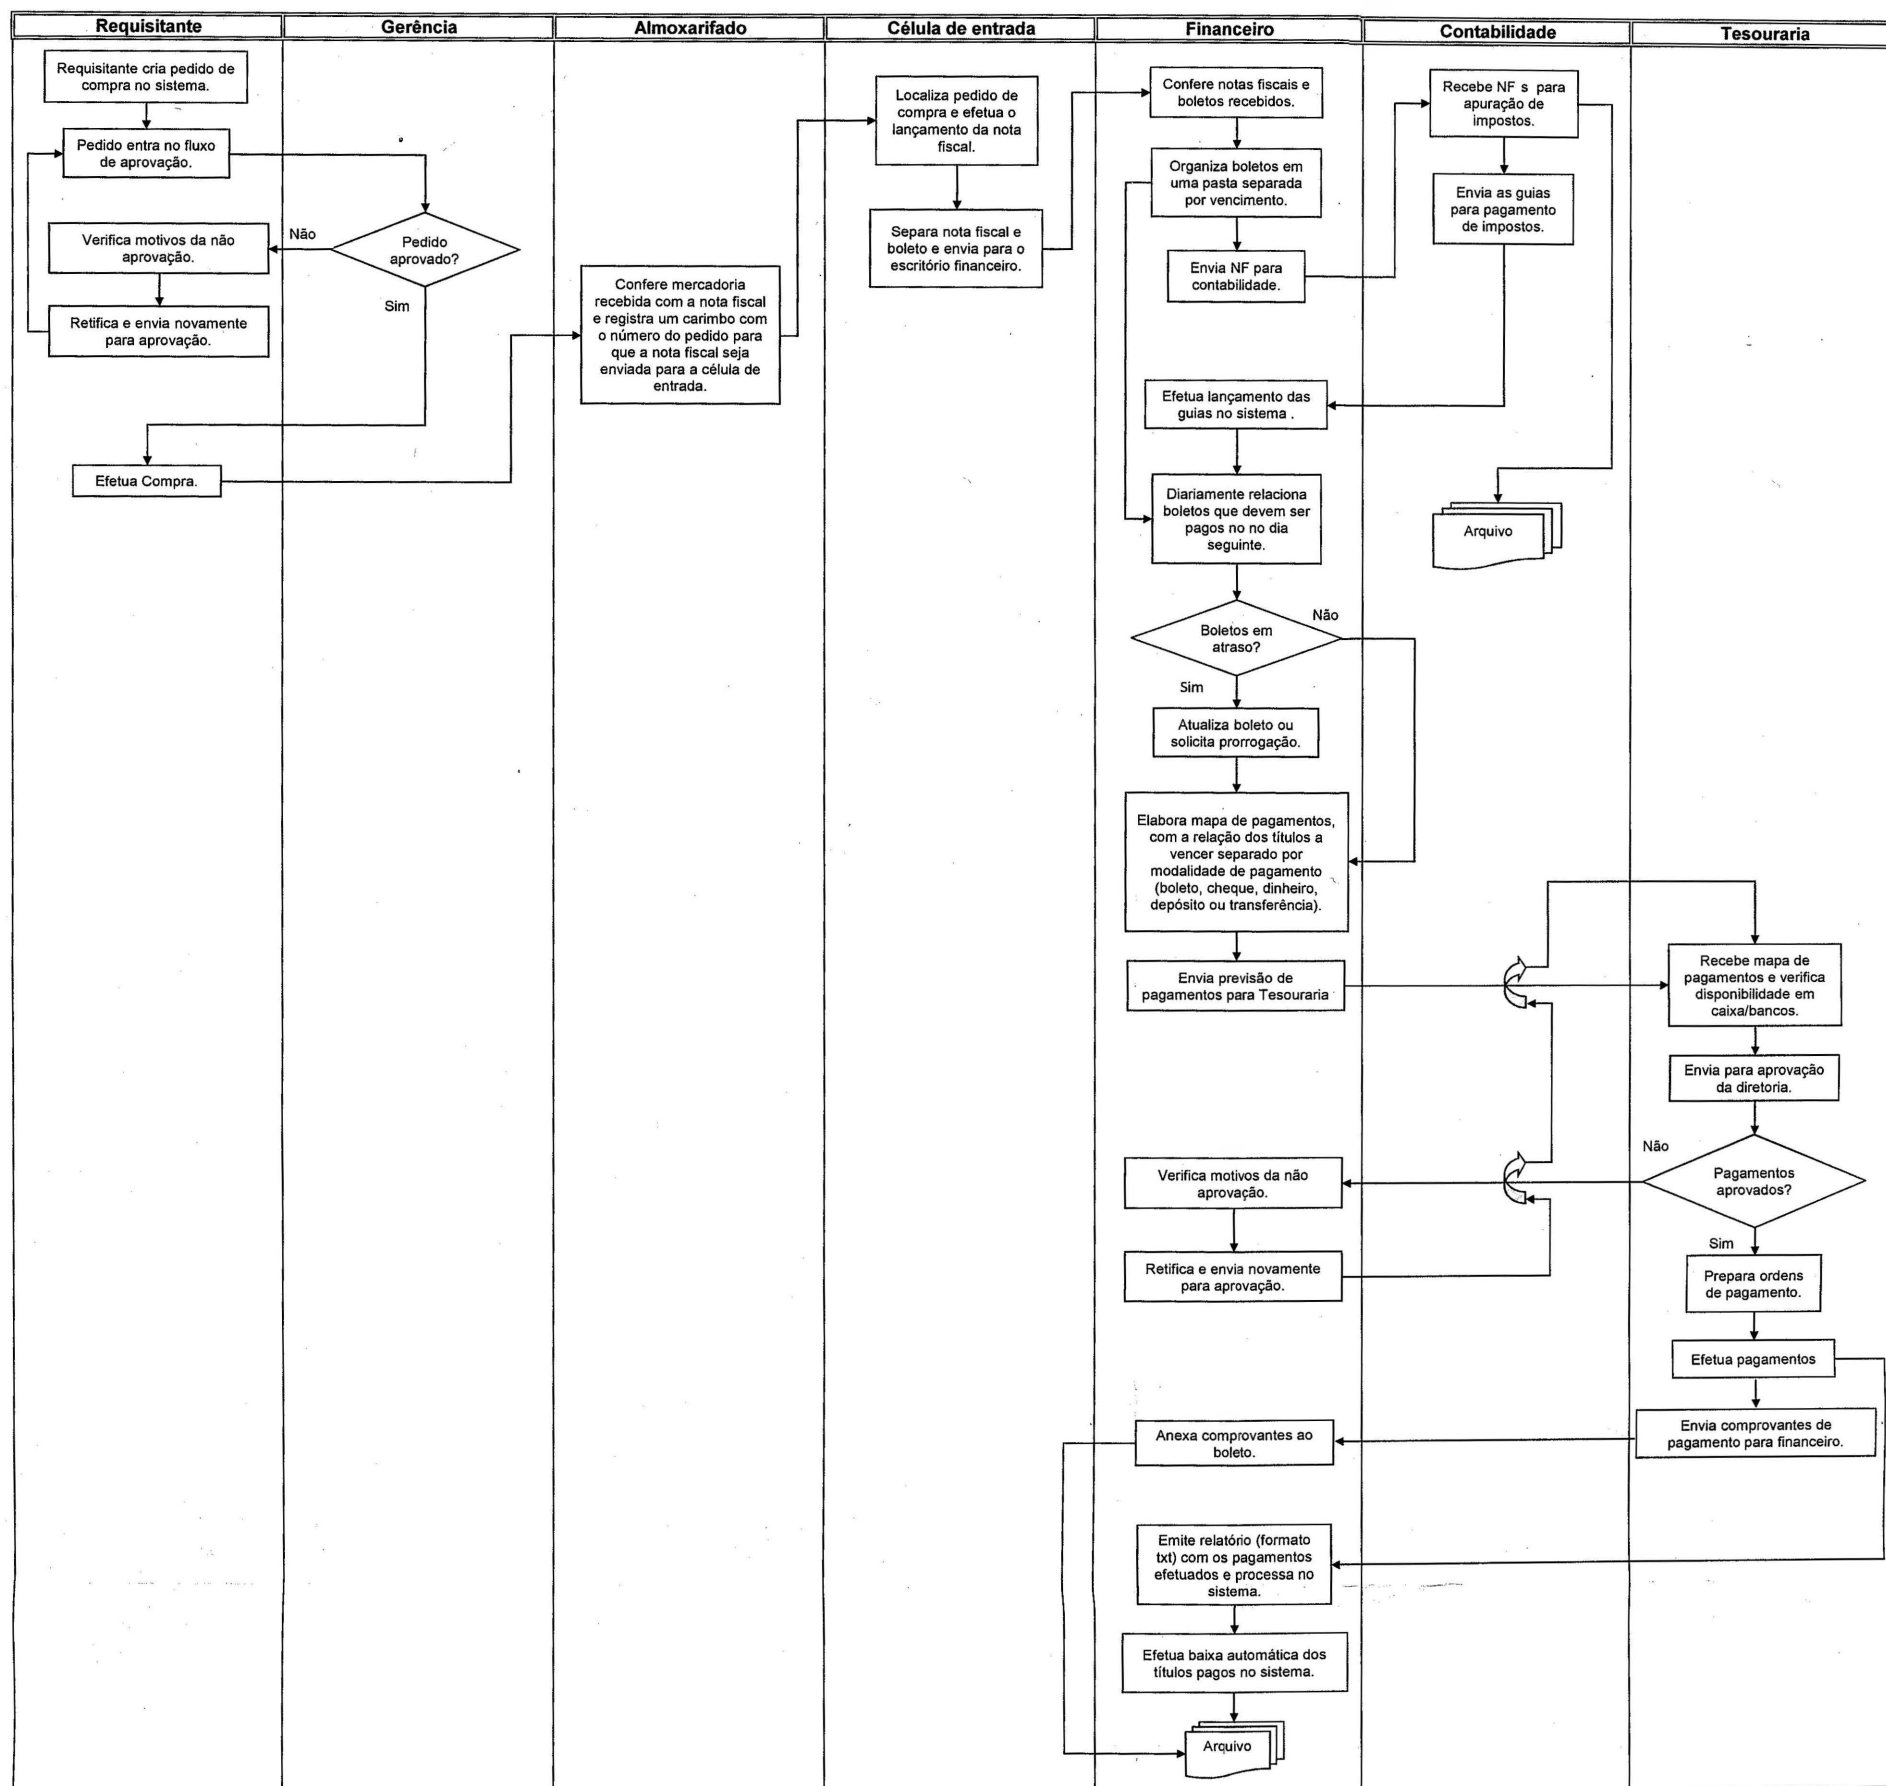 Requisitante
Gerência
Almoxarifado
Célula de entrada
Financeiro
Contabilidade
Tesouraria
Requisitante cria pedido de
compra no sistema.
Pedido entra no fluxo
de aprovação.
Verifica motivos da não
aprovação.
Retifica e envia novamente
para aprovação.
Efetua Compra.
Não
Pedido
aprovado?
Sim
Confere mercadoria
recebida com a nota fiscal
e registra um carimbo com
o número do pedido para
que a nota fiscal seja
enviada para a célula de
entrada.
Localiza pedido de
compra e efetua o
lançamento da nota
fiscal.
Separa nota fiscal e
boleto e envia para o
escritório financeiro.
Confere notas fiscais e
boletos recebidos.
Organiza boletos em
uma pasta separada
por vencimento.
Envia NF para
contabilidade.
Efetua lançamento das
guias no sistema .
Diariamente relaciona
boletos que devem ser
pagos no no dia
seguinte.
Boletos em
atraso?
Não
Sim
Atualiza boleto ou
solicita prorrogação.
Elabora mapa de pagamentos,
com a relação dos títulos a
vencer separado por
modalidade de pagamento
(boleto, cheque, dinheiro,
depósito ou transferência).
Envia previsão de
pagamentos para Tesouraria
Verifica motivos da não
aprovação.
Retifica e envia novamente
para aprovação.
Anexa comprovantes ao
boleto.
Emite relatório (formato
txt) com os pagamentos
efetuados e processa no
sistema.
Efetua baixa automática dos
títulos pagos no sistema.
Arquivo
Recebe NF s para
apuração de
impostos.
Envia as guias
para pagamento
de impostos.
Arquivo
Recebe mapa de
pagamentos e verifica
disponibilidade em
caixa/bancos.
Envia para aprovação
da diretoria.
Não
Pagamentos
aprovados?
Sim
Prepara ordens
de pagamento.
Efetua pagamentos
Envia comprovantes de
pagamento para financeiro.